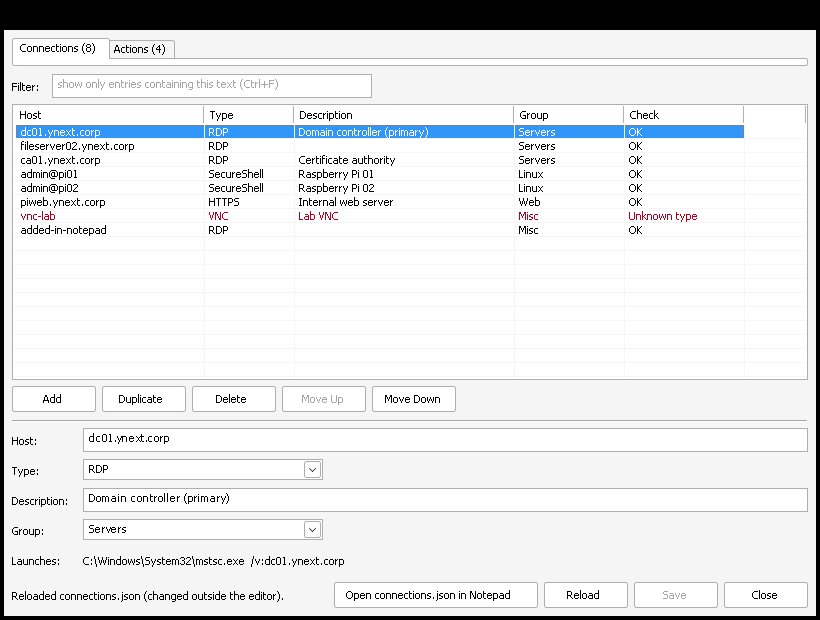 Connections (8) Actions (4)
Filter: show only entries containing this text (Ctrl+F)
Host Type Description Group Check
dc01.ynext.corp RDP Domain controller (primary) Servers OK
fileserver02.ynext.corp RDP Servers OK
ca01.ynext.corp RDP Certificate authority Servers OK
admin@pi01 SecureShell Raspberry Pi 01 Linux OK
admin@pi02 SecureShell Raspberry Pi 02 Linux OK
piweb.ynext.corp HTTPS Internal web server Web OK
vnc-lab VNC Lab VNC Misc Unknown type
added-in-notepad RDP Misc OK
Add Duplicate Delete Move Up Move Down
Host: dc01.ynext.corp
Type: RDP
Description: Domain controller (primary)
Group: Servers
Launches: C:\Windows\System32\mstsc.exe /v:dc01.ynext.corp
Reloaded connections.json (changed outside the editor). Open connections.json in Notepad Reload Save Close